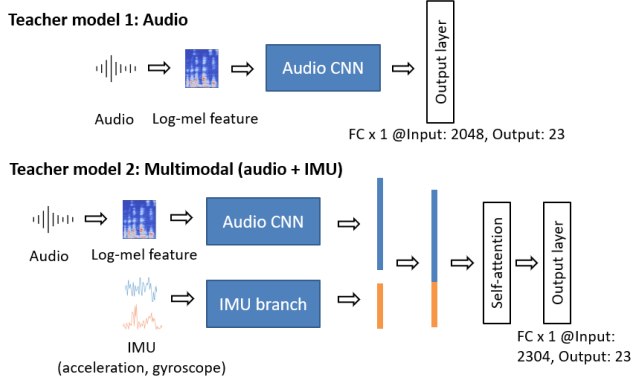 Teacher model 1: Audio
Audio CNN
Output layer
Audio
Log-mel feature
FC x 1 @Input: 2048, Output: 23
Teacher model 2: Multimodal (audio + IMU)
Audio CNN
Audio
Log-mel feature
IMU branch
Self-attention
Output layer
IMU
(acceleration, gyroscope)
FC x 1 @Input:
2304, Output: 23